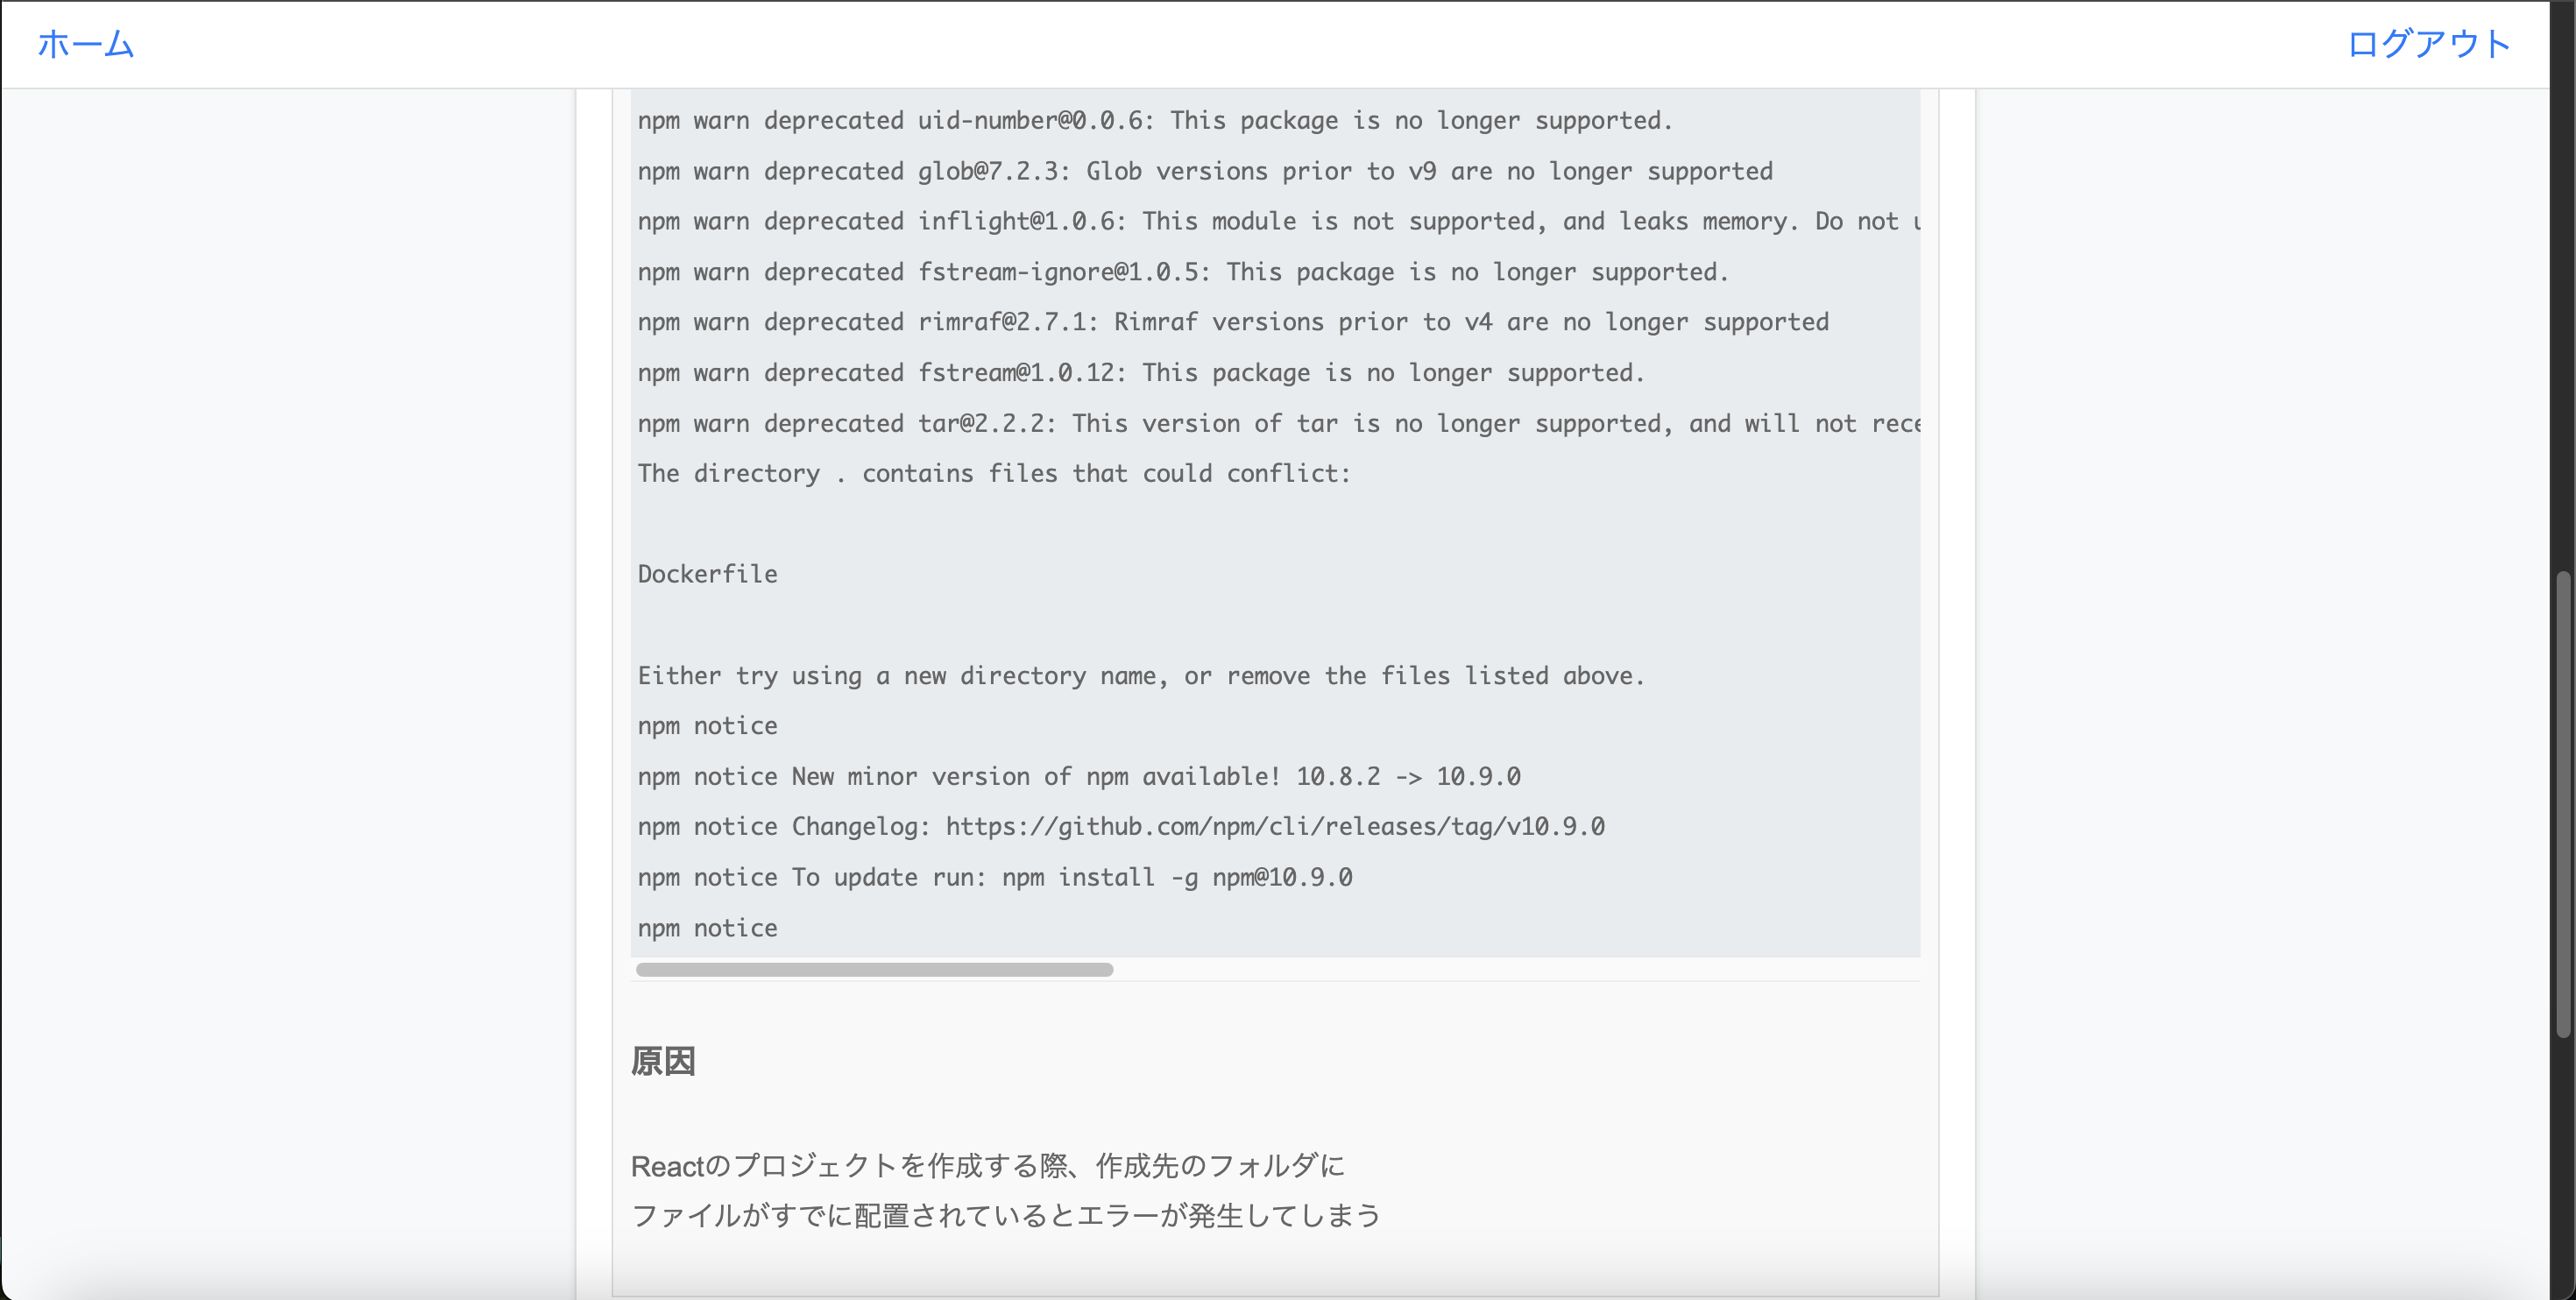 ホーム
ログアウト
npm warn deprecated uid-number@0.0.6: This package is no longer supported.
npm warn deprecated glob@7.2.3: Glob versions prior to v9 are no longer supported
npm warn deprecated inflight@1.0.6: This module is not supported, and leaks memory. Do not
npm warn deprecated fstream-ignore@1.0.5: This package is no longer supported.
npm warn deprecated rimraf@2.7.1: Rimraf versions prior to v4 are no longer supported
npm warn deprecated fstream@1.0.12: This package is no longer supported.
npm warn deprecated tar@2.2.2: This version of tar is no longer supported, and will not
The directory . contains files that could conflict:
Dockerfile
Either try using a new directory name, or remove the files listed above.
npm notice
npm notice New minor version of npm available! 10.8.2 -> 10.9.0
npm notice Changelog: https://github.com/npm/cli/releases/tag/v10.9.0
npm notice To update run: npm install -g npm@10.9.0
npm notice
原因
Reactのプロジェクトを作成する際、作成先のフォルダに
ファイルがすでに配置されているとエラーが発生してしまう